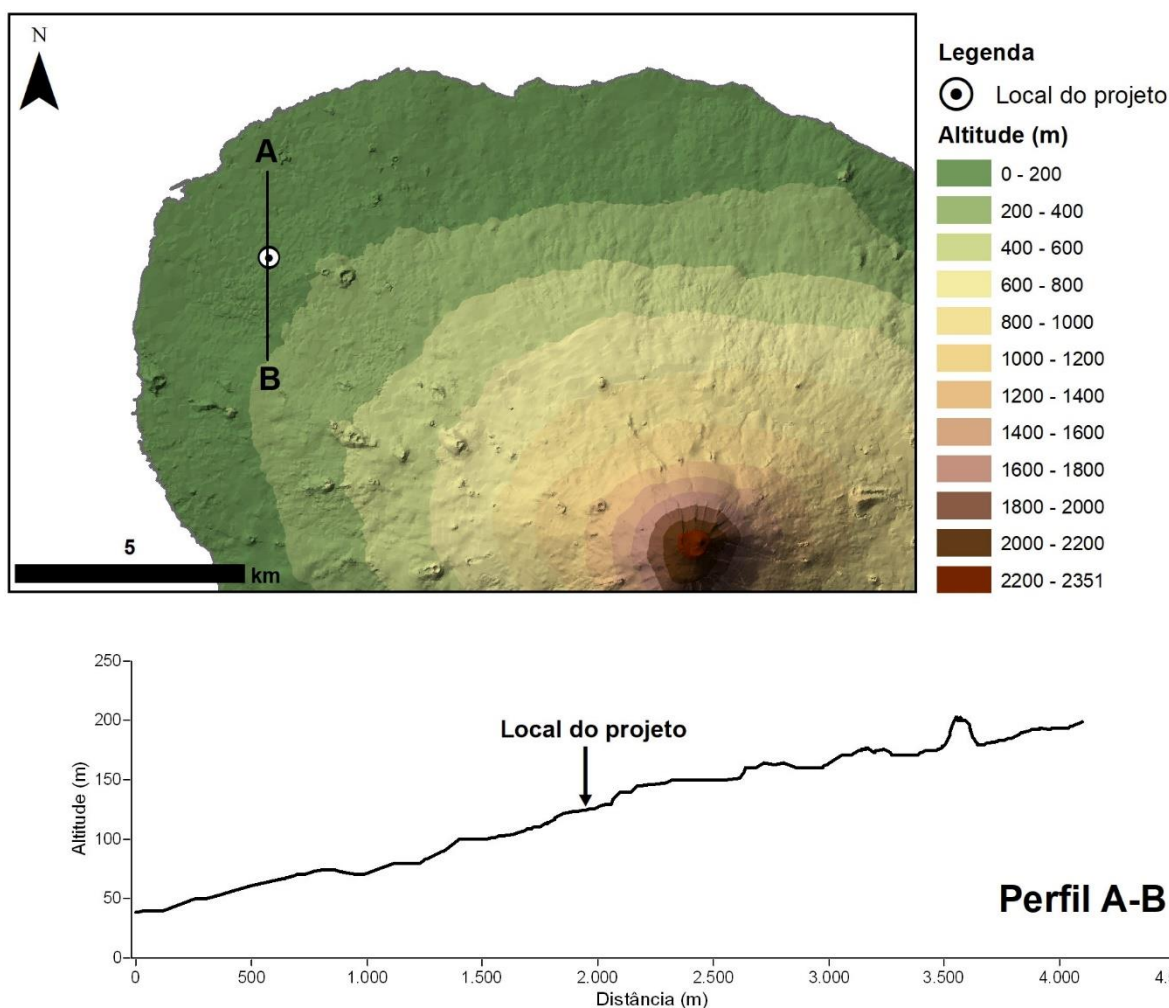 N
A
B
5
km
Legenda
Local do projeto
Altitude (m)
0 - 200
200 - 400
400 - 600
600 - 800
800 - 1000
1000 - 1200
1200 - 1400
1400 - 1600
1600 - 1800
1800 - 2000
2000 - 2200
2200 - 2351
250
200
150
100
50
0
Altitude (m)
Local do projeto
Perfil A-B
0
500
1.000
1.500
2.000
2.500
3.000
3.500
4.000
Distância (m)